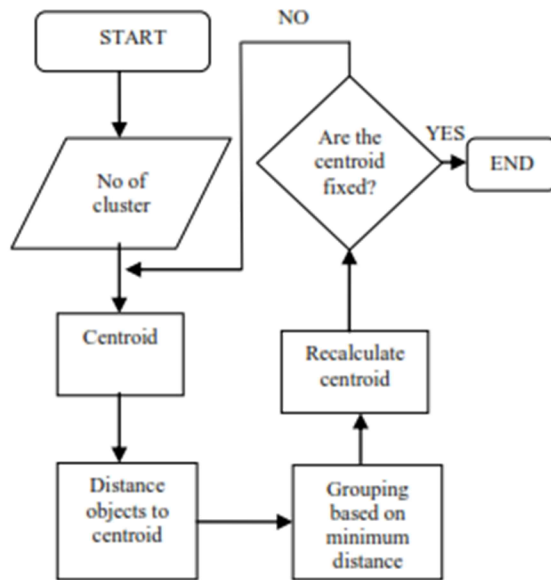 START
No of
cluster
Centroid
Distance
objects to
centroid
Grouping
based on
minimum
distance
Recalculate
centroid
Are the
centroid
fixed?
NO
YES
END